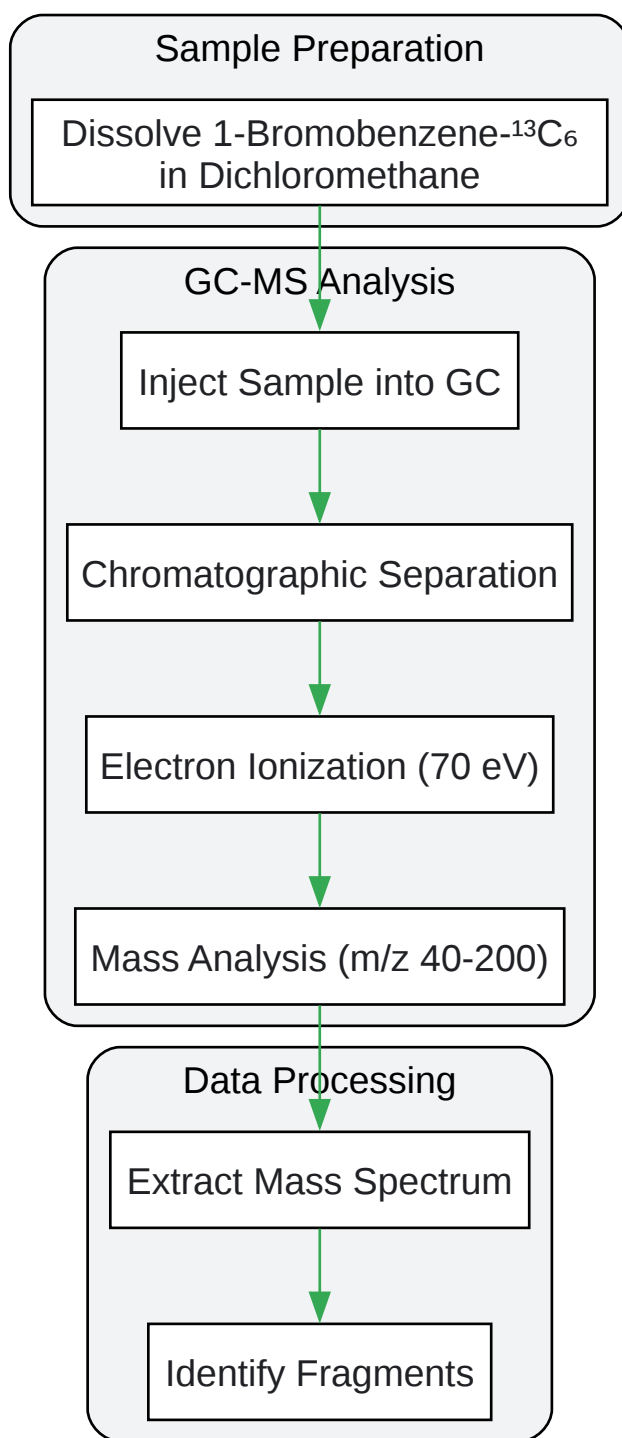 Sample Preparation
Dissolve 1-Bromobenzene-¹³C₆
in Dichloromethane
GC-MS Analysis
Inject Sample into GC
Chromatographic Separation
Electron Ionization (70 eV)
Mass Analysis (m/z 40-200)
Data Processing
Extract Mass Spectrum
Identify Fragments